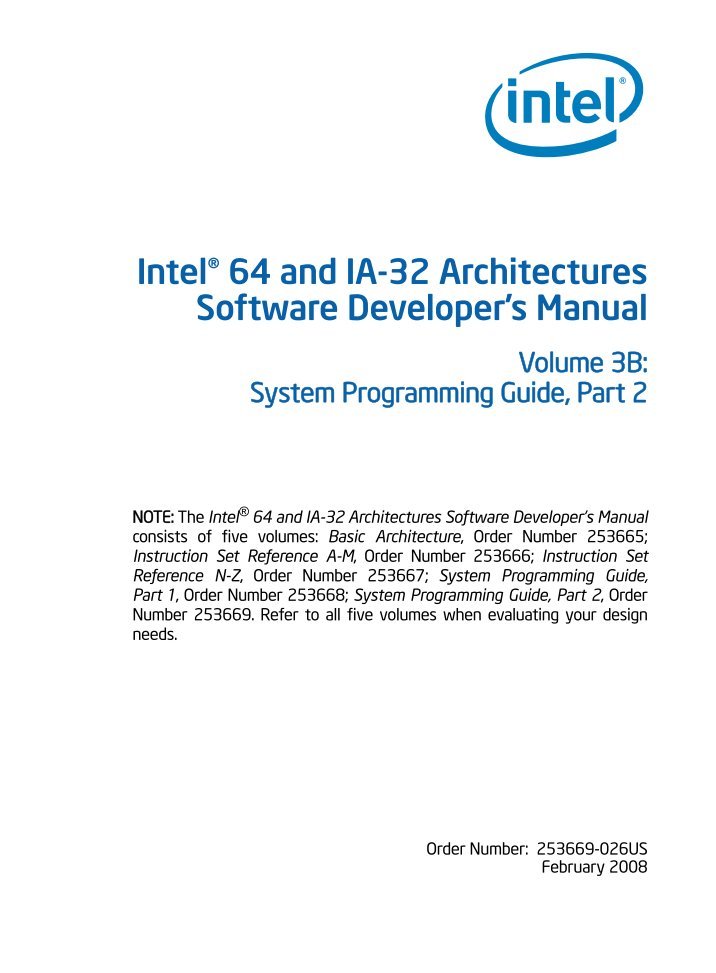 intel®
Intel® 64 and IA-32 Architectures
Software Developer's Manual
Volume 3B:
System Programming Guide, Part 2
NOTE: The Intel® 64 and IA-32 Architectures Software Developer's Manual
consists of five volumes: Basic Architecture, Order Number 253665;
Instruction Set Reference A-M, Order Number 253666; Instruction Set
Reference N-Z, Order Number 253667; System Programming Guide,
Part 1, Order Number 253668; System Programming Guide, Part 2, Order
Number 253669. Refer to all five volumes when evaluating your design
needs.
Order Number: 253669-026US
February 2008